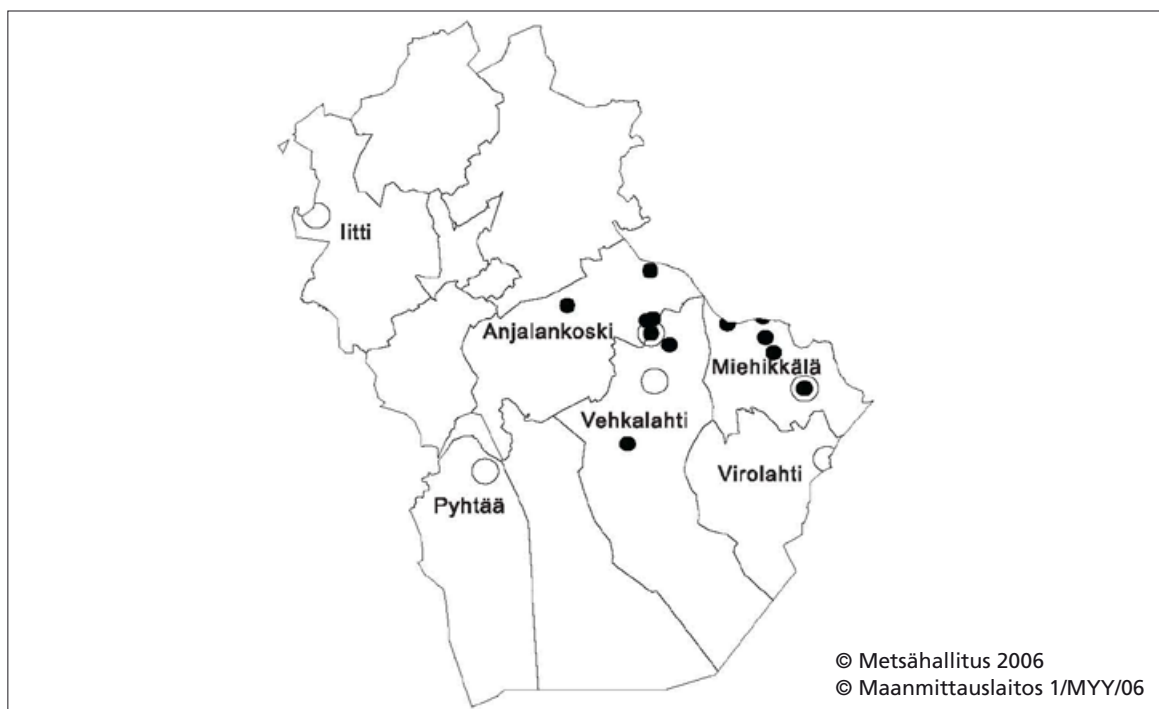 Iitti
Anjalankoski
Miehikkälä
Vehkalahti
Virolahti
Pyhtää
© Metsähallitus 2006
© Maanmittauslaitos 1/MYY/06